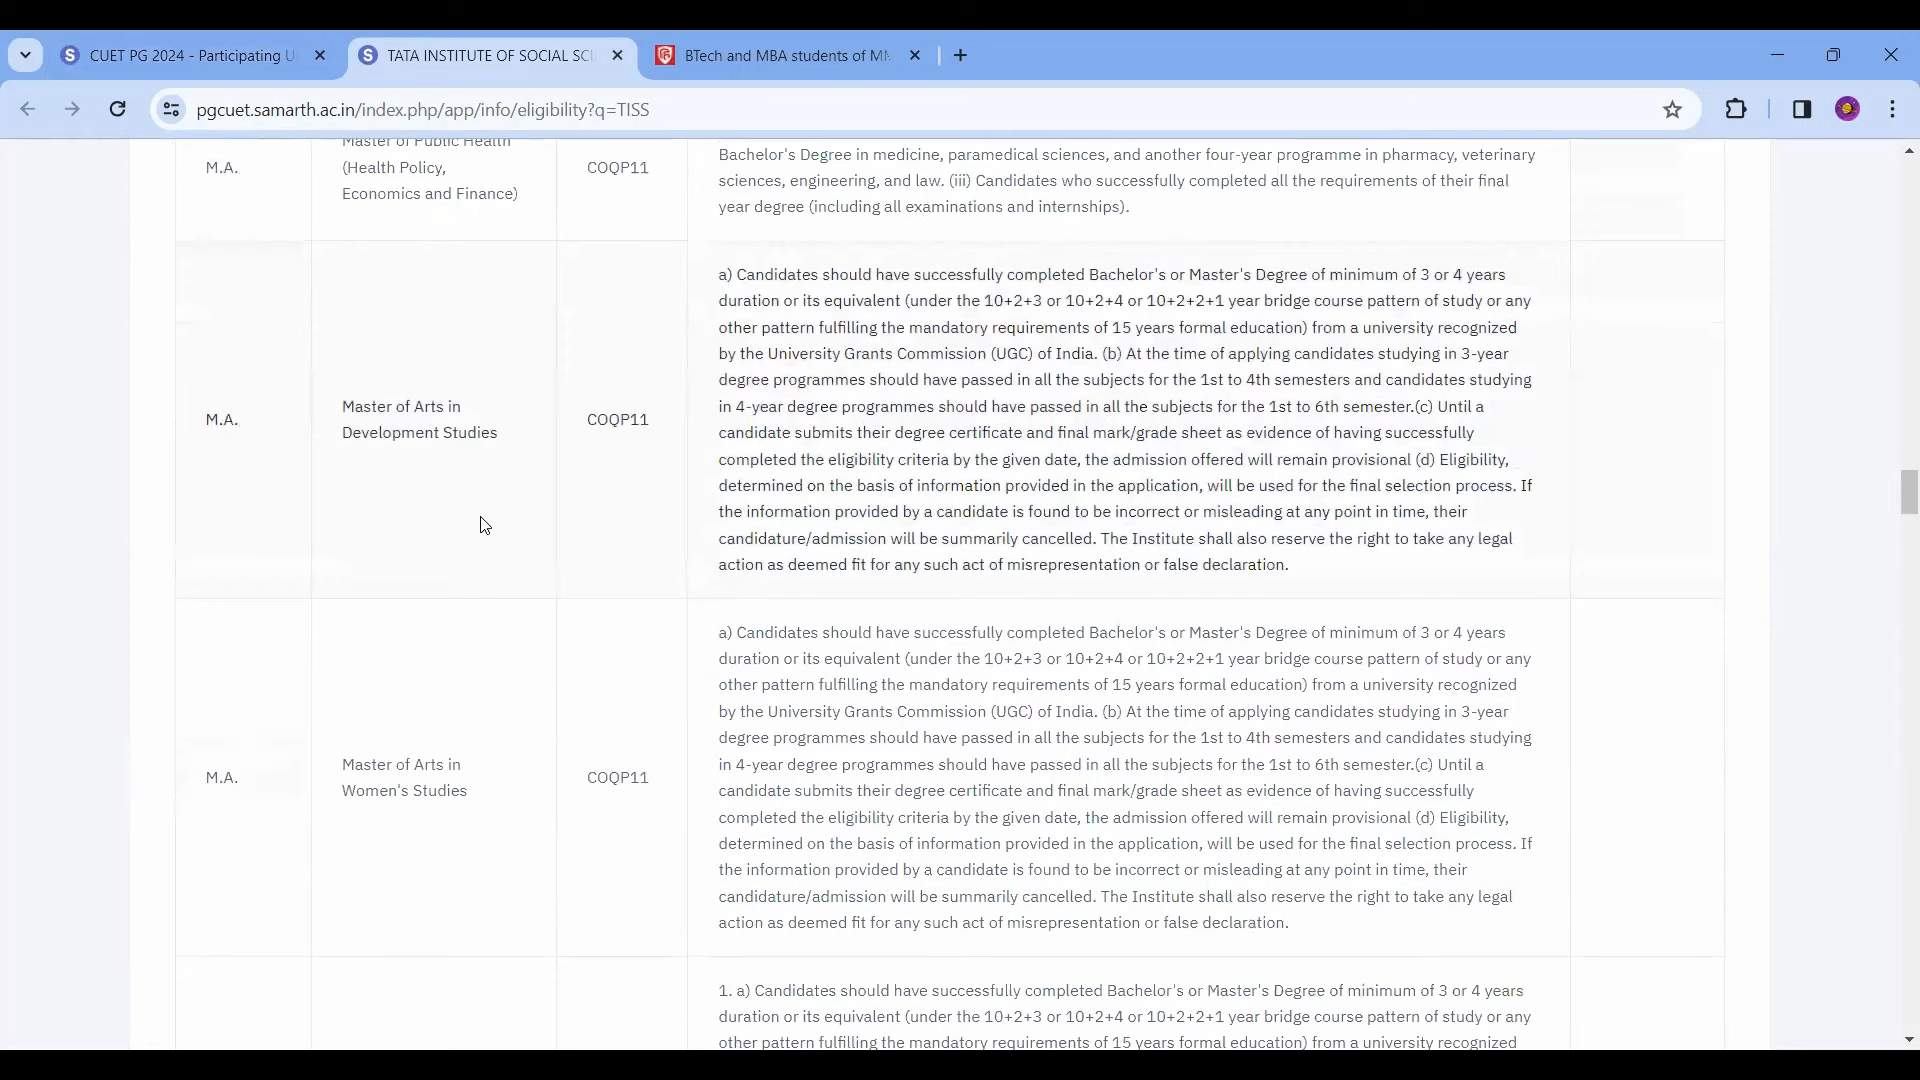 CUET PG 2024 - Participating U
TATA INSTITUTE OF SOCIAL SCI
BTech and MBA students of M
pgcuet.samarth.ac.in/index.php/app/info/eligibility?q=TISS
M.A.
Master of Public Health
(Health Policy,
Economics and Finance)
COQP11
Bachelor's Degree in medicine, paramedical sciences, and another four-year programme in pharmacy, veterinary
sciences, engineering, and law. (iii) Candidates who successfully completed all the requirements of their final
year degree (including all examinations and internships).
M.A.
Master of Arts in
Development Studies
COQP11
a) Candidates should have successfully completed Bachelor's or Master's Degree of minimum of 3 or 4 years
duration or its equivalent (under the 10+2+3 or 10+2+4 or 10+2+2+1 year bridge course pattern of study or any
other pattern fulfilling the mandatory requirements of 15 years formal education) from a university recognized
by the University Grants Commission (UGC) of India. (b) At the time of applying candidates studying in 3-year
degree programmes should have passed in all the subjects for the 1st to 4th semesters and candidates studying
in 4-year degree programmes should have passed in all the subjects for the 1st to 6th semester.(c) Until a
candidate submits their degree certificate and final mark/grade sheet as evidence of having successfully
completed the eligibility criteria by the given date, the admission offered will remain provisional (d) Eligibility,
determined on the basis of information provided in the application, will be used for the final selection process. If
the information provided by a candidate is found to be incorrect or misleading at any point in time, their
candidature/admission will be summarily cancelled. The Institute shall also reserve the right to take any legal
action as deemed fit for any such act of misrepresentation or false declaration.
M.A.
Master of Arts in
Women's Studies
COQP11
a) Candidates should have successfully completed Bachelor's or Master's Degree of minimum of 3 or 4 years
duration or its equivalent (under the 10+2+3 or 10+2+4 or 10+2+2+1 year bridge course pattern of study or any
other pattern fulfilling the mandatory requirements of 15 years formal education) from a university recognized
by the University Grants Commission (UGC) of India. (b) At the time of applying candidates studying in 3-year
degree programmes should have passed in all the subjects for the 1st to 4th semesters and candidates studying
in 4-year degree programmes should have passed in all the subjects for the 1st to 6th semester.(c) Until a
candidate submits their degree certificate and final mark/grade sheet as evidence of having successfully
completed the eligibility criteria by the given date, the admission offered will remain provisional (d) Eligibility,
determined on the basis of information provided in the application, will be used for the final selection process. If
the information provided by a candidate is found to be incorrect or misleading at any point in time, their
candidature/admission will be summarily cancelled. The Institute shall also reserve the right to take any legal
action as deemed fit for any such act of misrepresentation or false declaration.
1. a) Candidates should have successfully completed Bachelor's or Master's Degree of minimum of 3 or 4 years
duration or its equivalent (under the 10+2+3 or 10+2+4 or 10+2+2+1 year bridge course pattern of study or any
other pattern fulfilling the mandatory requirements of 15 years formal education) from a university recognized